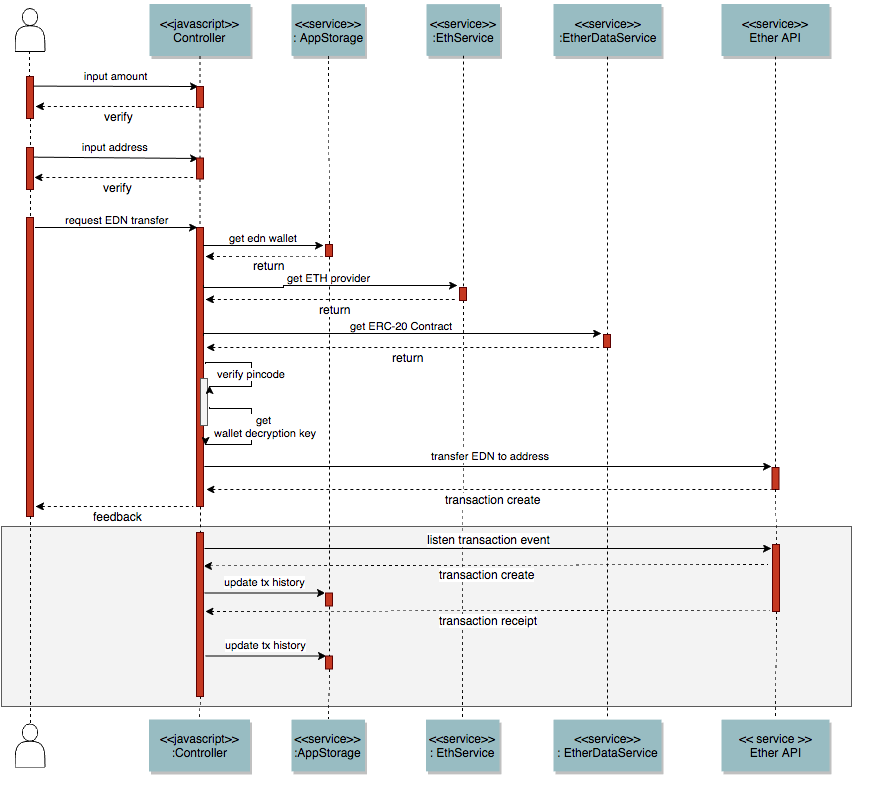 <<javascript>>
Controller
<<service>>
: AppStorage
<<service>>
:EthService
<<service>>
:EtherDataService
<<service>>
Ether API
input amount
verify
input address
verify
request EDN transfer
get edn wallet
return
get ETH provider
return
get ERC-20 Contract
return
verify pincode
get
wallet decryption key
transfer EDN to address
transaction create
feedback
listen transaction event
transaction create
update tx history
transaction receipt
update tx history
<<javascript>>
:Controller
<<service>>
:AppStorage
<<service>>
: EthService
<<service>>
: EtherDataService
<< service >>
Ether API